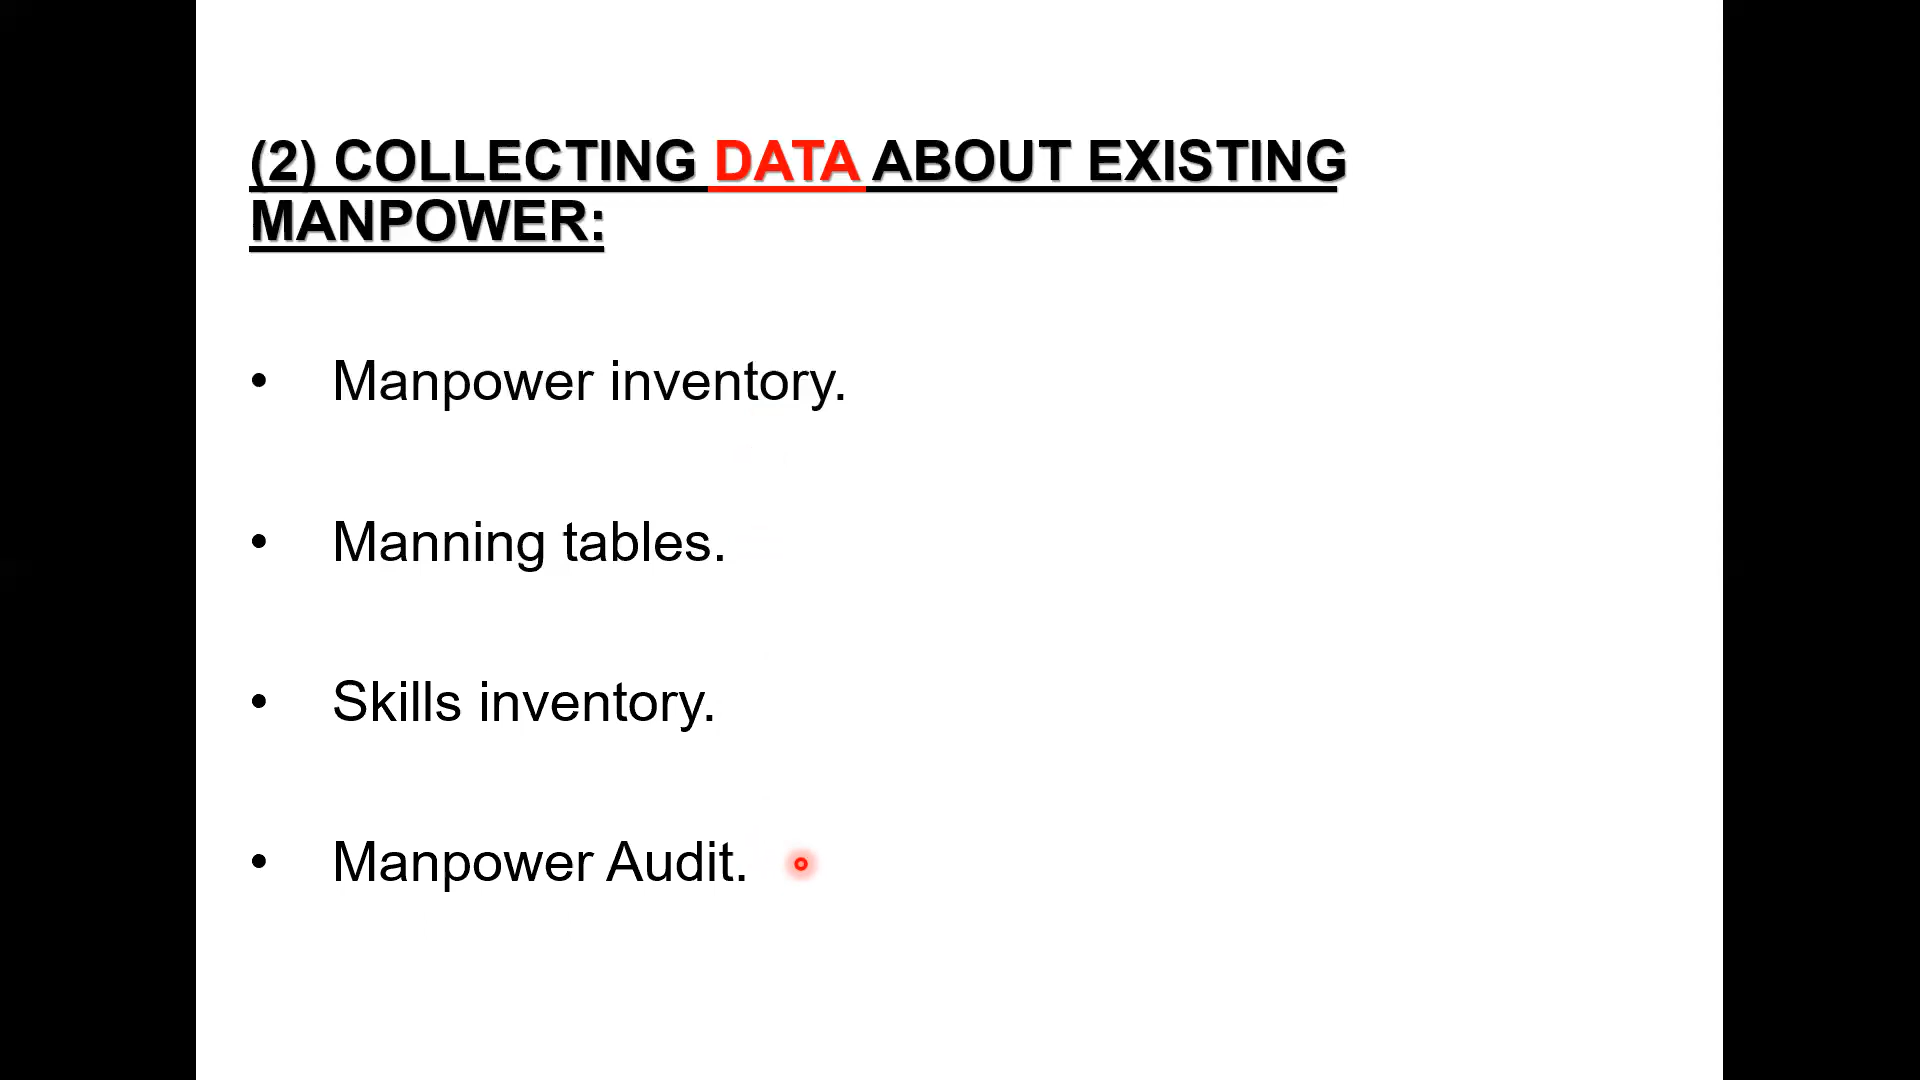 (2) COLLECTING DATA ABOUT EXISTING
MANPOWER:
• Manpower inventory.
• Manning tables.
• Skills inventory.
• Manpower Audit.